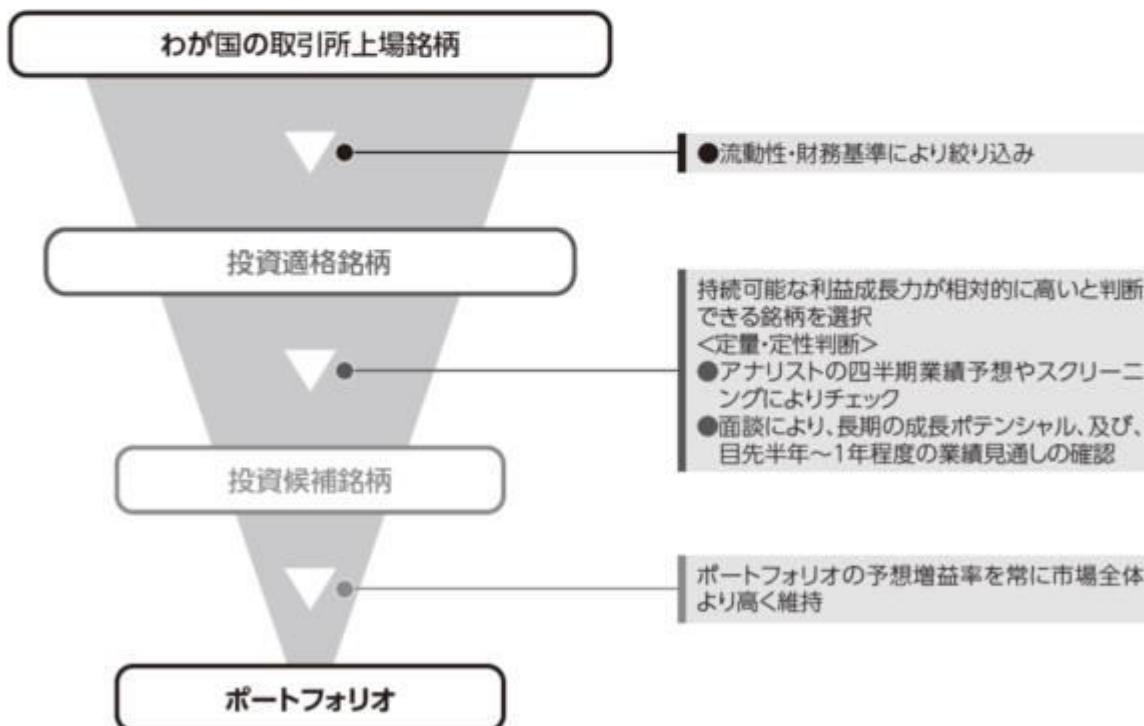 わが国の取引所上場銘柄
●流動性・財務基準により絞り込み
投資適格銘柄
持続可能な利益成長力が相対的に高いと判断
できる銘柄を選択
<定量・定性判断>
●アナリストの四半期業績予想やスクリーニ
ングによりチェック
●面談により、長期の成長ポテンシャル、及び、
目先半年～1年程度の業績見通しの確認
投資候補銘柄
ポートフォリオの予想増益率を常に市場全体
より高く維持
ポートフォリオ